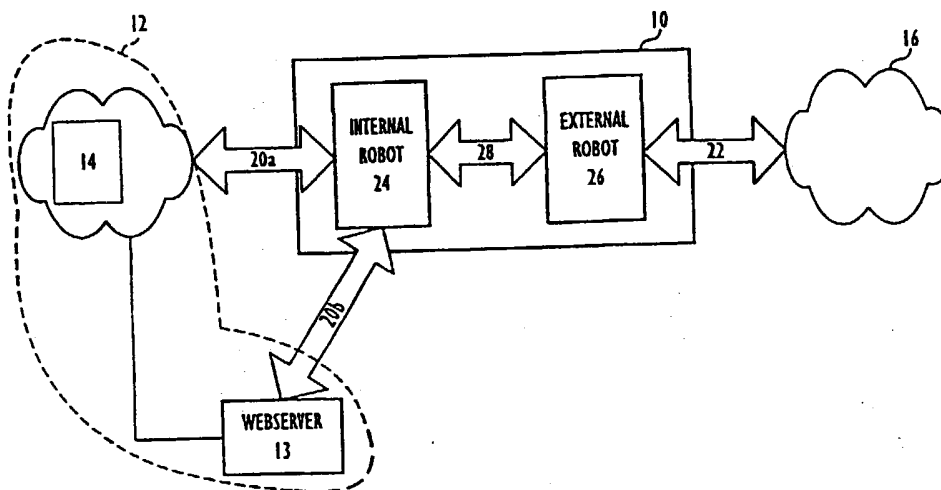 12
10
16
14
20a
INTERNAL
ROBOT
24
28
EXTERNAL
ROBOT
26
22
20b
WEBSERVER
13